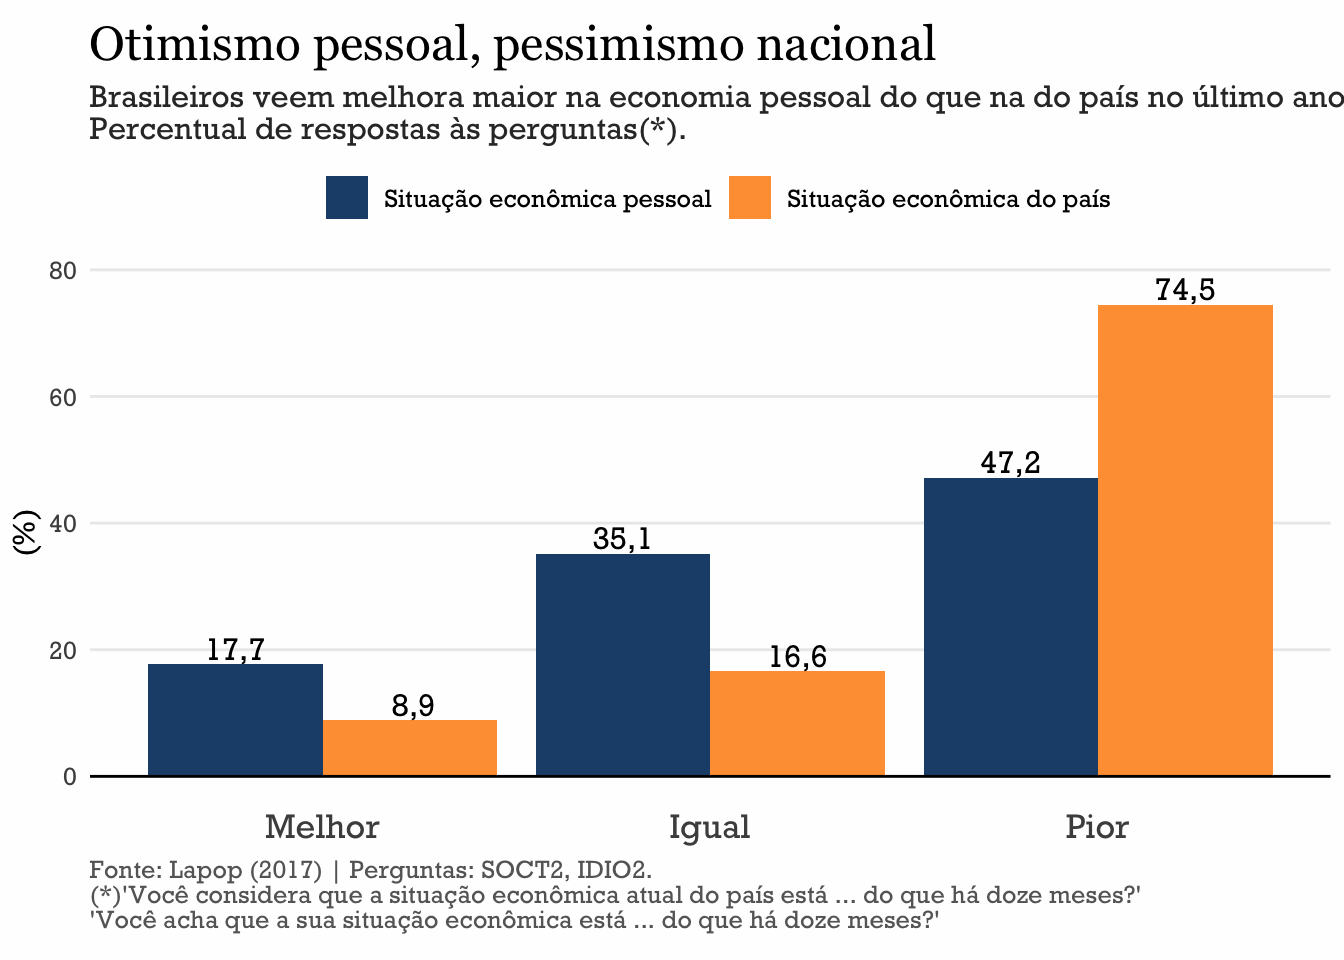 Otimismo pessoal, pessimismo nacional
Brasileiros veem melhora maior na economia pessoal do que na do país no último ano
Percentual de respostas às perguntas(*).
Situação econômica pessoal
Situação econômica do país
80
60
40
20
0
(%)
17,7
8,9
35,1
16,6
47,2
74,5
Melhor
Igual
Pior
Fonte: Lapop (2017) | Perguntas: SOCT2, IDIO2.
(*)'Você considera que a situação econômica atual do país está ... do que há doze meses?'
'Você acha que a sua situação econômica está ... do que há doze meses?'